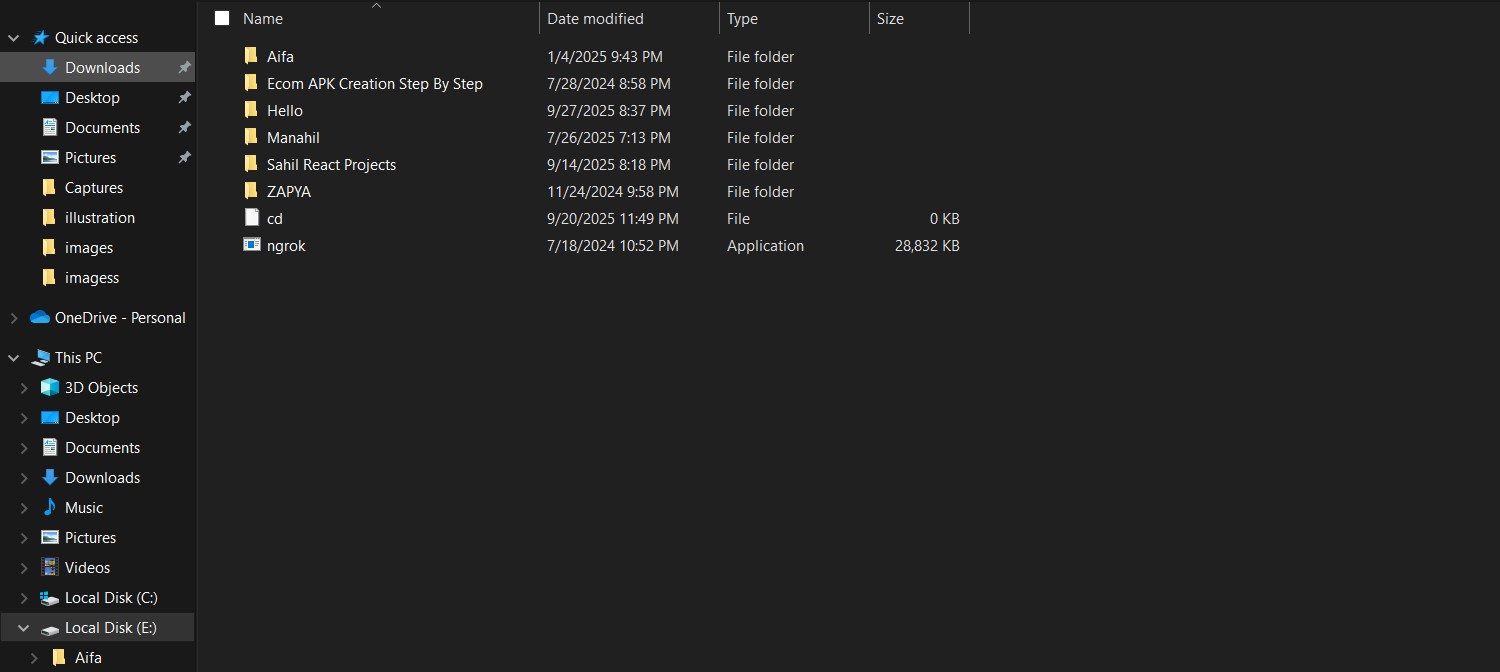 Name Date modified Type Size
Quick access
Downloads
Desktop
Documents
Pictures
Captures
illustration
images
imagess
OneDrive - Personal
This PC
3D Objects
Desktop
Documents
Downloads
Music
Pictures
Videos
Local Disk (C:)
Local Disk (E:)
Aifa
Aifa 1/4/2025 9:43 PM File folder
Ecom APK Creation Step By Step 7/28/2024 8:58 PM File folder
Hello 9/27/2025 8:37 PM File folder
Manahil 7/26/2025 7:13 PM File folder
Sahil React Projects 9/14/2025 8:18 PM File folder
ZAPYA 11/24/2024 9:58 PM File folder
cd 9/20/2025 11:49 PM File 0 KB
ngrok 7/18/2024 10:52 PM Application 28,832 KB